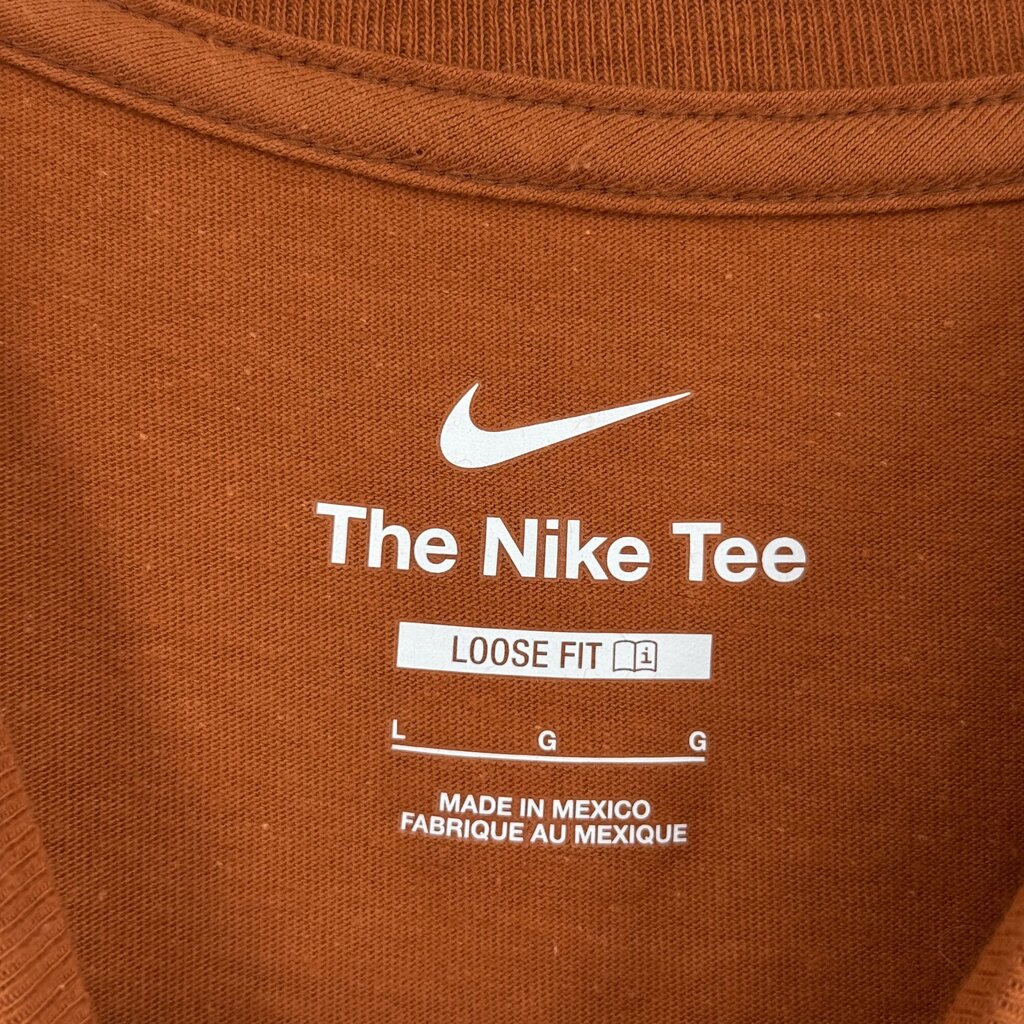 The Nike Tee
LOOSE FIT i
L G G
MADE IN MEXICO
FABRIQUE AU MEXIQUE